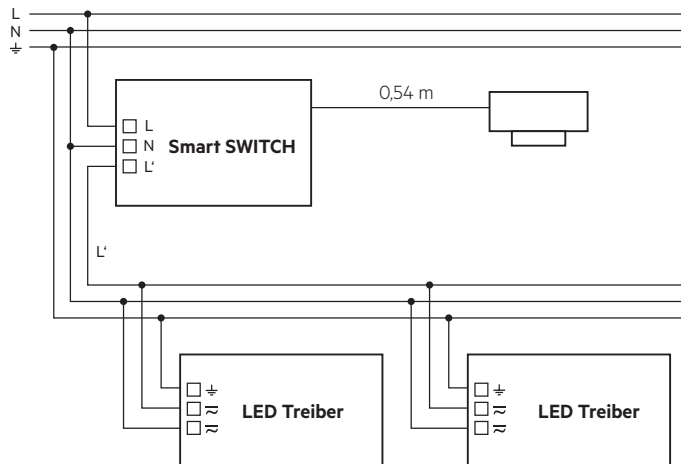 L
N
⏚
0,54 m
L
N Smart SWITCH
L‘
L‘
⏚
LED Treiber
⏚
LED Treiber